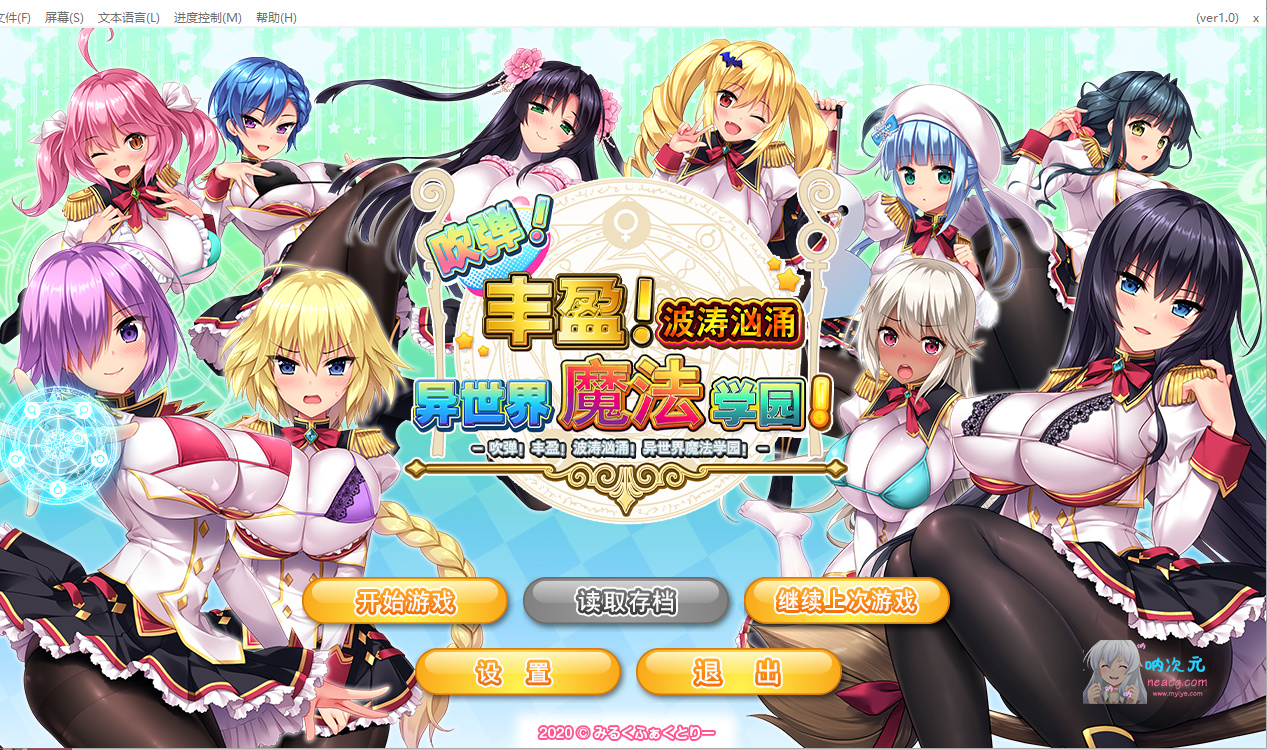 文件(F) 屏幕(S) 文本语言(L) 进度控制(M) 帮助(H) (ver1.0) x
吹弹!
丰盈!波涛汹涌
异世界魔法学园!
– 吹弹! 丰盈! 波涛汹涌! 异世界魔法学园! –
开始游戏 读取存档 继续上次游戏
设置 退出
呐次元
neacg.com
www.myiye.com
2020 © みるくふぁくとりー